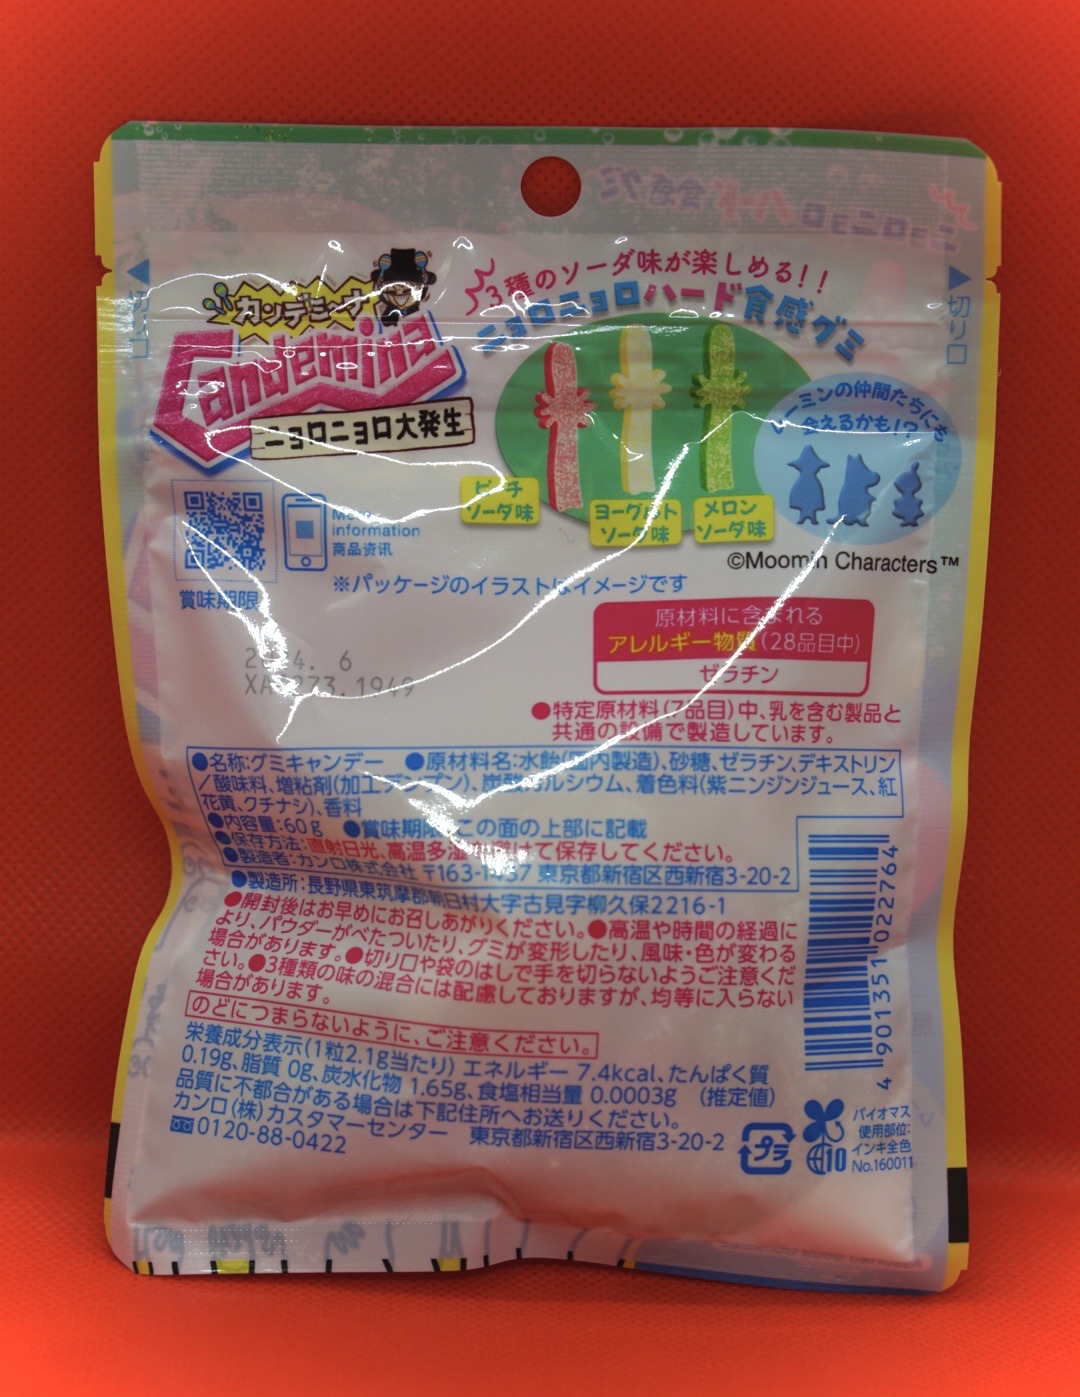 切り口
切り口
カンデミーナ
Candemina
ニョロニョロ大発生
3種のソーダ味が楽しめる!!
ニョロニョロハード食感グミ
ピーチ
ソーダ味
ヨーグルト
ソーダ味
メロン
ソーダ味
ムーミンの仲間たちにも
会えるかも!?
©Moomin Characters™
More
information
商品資讯
※パッケージのイラストはイメージです
賞味期限
6
1949
原材料に含まれる
アレルギー物質(28品目中)
ゼラチン
●特定原材料(7品目)中、乳を含む製品と
共通の設備で製造しています。
●名称:グミキャンデー ●原材料名:水飴(国内製造)、砂糖、ゼラチン、デキストリン
/酸味料、増粘剤(加工デンプン)、炭酸カルシウム、着色料(紫ニンジンジュース、紅
花黄、クチナシ)、香料
●内容量:60g ●賞味期限:この面の上部に記載
●保存方法:直射日光、高温多湿を避けて保存してください。
●製造者:カンロ株式会社 〒163- 東京都新宿区西新宿3-20-2
●製造所:長野県東筑摩郡朝日村大字古見字柳久保2216-1
●開封後はお早めにお召しあがりください。●高温や時間の経過に
より、パウダーがべたついたり、グミが変形したり、風味・色が変わる
場合があります。●切り口や袋のはしで手を切らないようご注意くだ
さい。●3種類の味の混合には配慮しておりますが、均等に入らない
場合があります。
のどにつまらないように、ご注意ください。
栄養成分表示(1粒2.1g当たり) エネルギー 7.4kcal、たんぱく質
0.19g、脂質 0g、炭水化物 1.65g、食塩相当量 0.0003g (推定値)
品質に不都合がある場合は下記住所へお送りください。
カンロ(株)カスタマーセンター 東京都新宿区西新宿3-20-2
0120-88-0422
プラ
10
バイオマス
使用部位:
インキ全色
No.160011
4 901351 022764